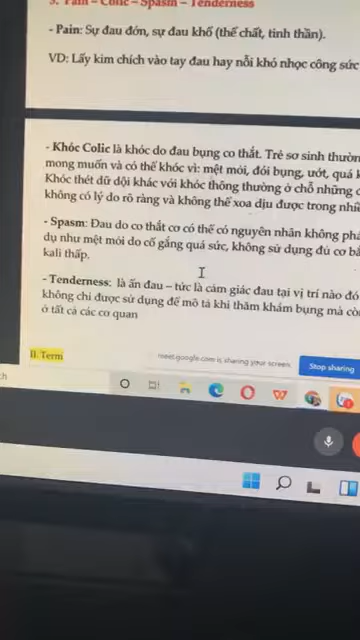 3. Pain – Colic – Spasm – Tenderness
- Pain: Sự đau đớn, sự đau khổ (thể chất, tinh thần).
VD: Lấy kim chích vào tay đau hay nỗi khó nhọc công sức
- Khóc Colic là khóc do đau bụng co thắt. Trẻ sơ sinh thườn
mong muốn và có thể khóc vì: mệt mỏi, đói bụng, ướt, quá
Khóc thét dữ dội khác với khóc thông thường ở chỗ những
không có lý do rõ ràng và không thể xoa dịu được trong nhi
- Spasm: Đau do co thắt cơ có thể có nguyên nhân không ph
dụ như mệt mỏi do cố gắng quá sức, không sử dụng đủ cơ b
kali thấp.
- Tenderness: là ấn đau – tức là cảm giác đau tại vị trí nào đó
không chỉ được sử dụng để mô tả khi thăm khám bụng mà cò
ở tất cả các cơ quan
II. Term
meet.google.com is sharing your screen.
Stop sharing
ch